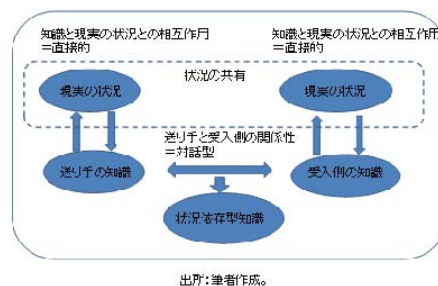 知識と現実の状況との相互作用
＝直接的
知識と現実の状況との相互作用
＝直接的
状況の共有
現実の状況
現実の状況
送り手と受入側の関係性
＝対話型
送り手の知識
受入側の知識
状況依存型知識
出所：筆者作成。